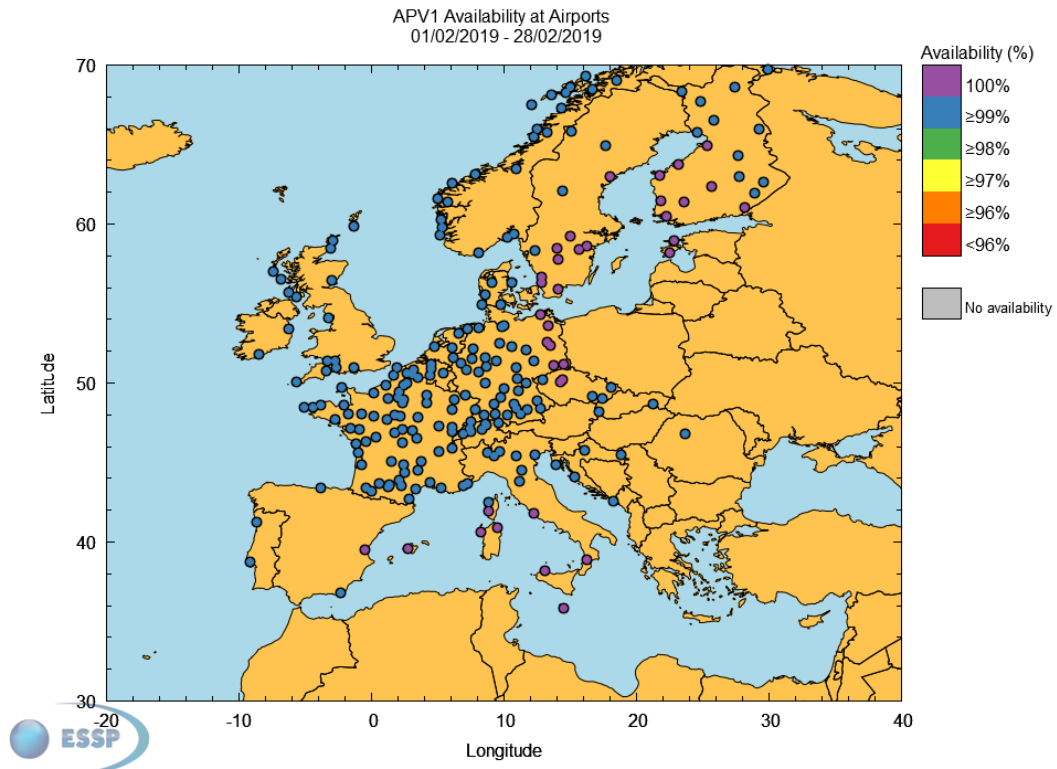 APV1 Availability at Airports
01/02/2019 - 28/02/2019
Availability (%)
100%
≥99%
≥98%
≥97%
≥96%
<96%
No availability
70
60
50
40
30
Latitude
-20
-10
0
10
20
30
40
Longitude
ESSP